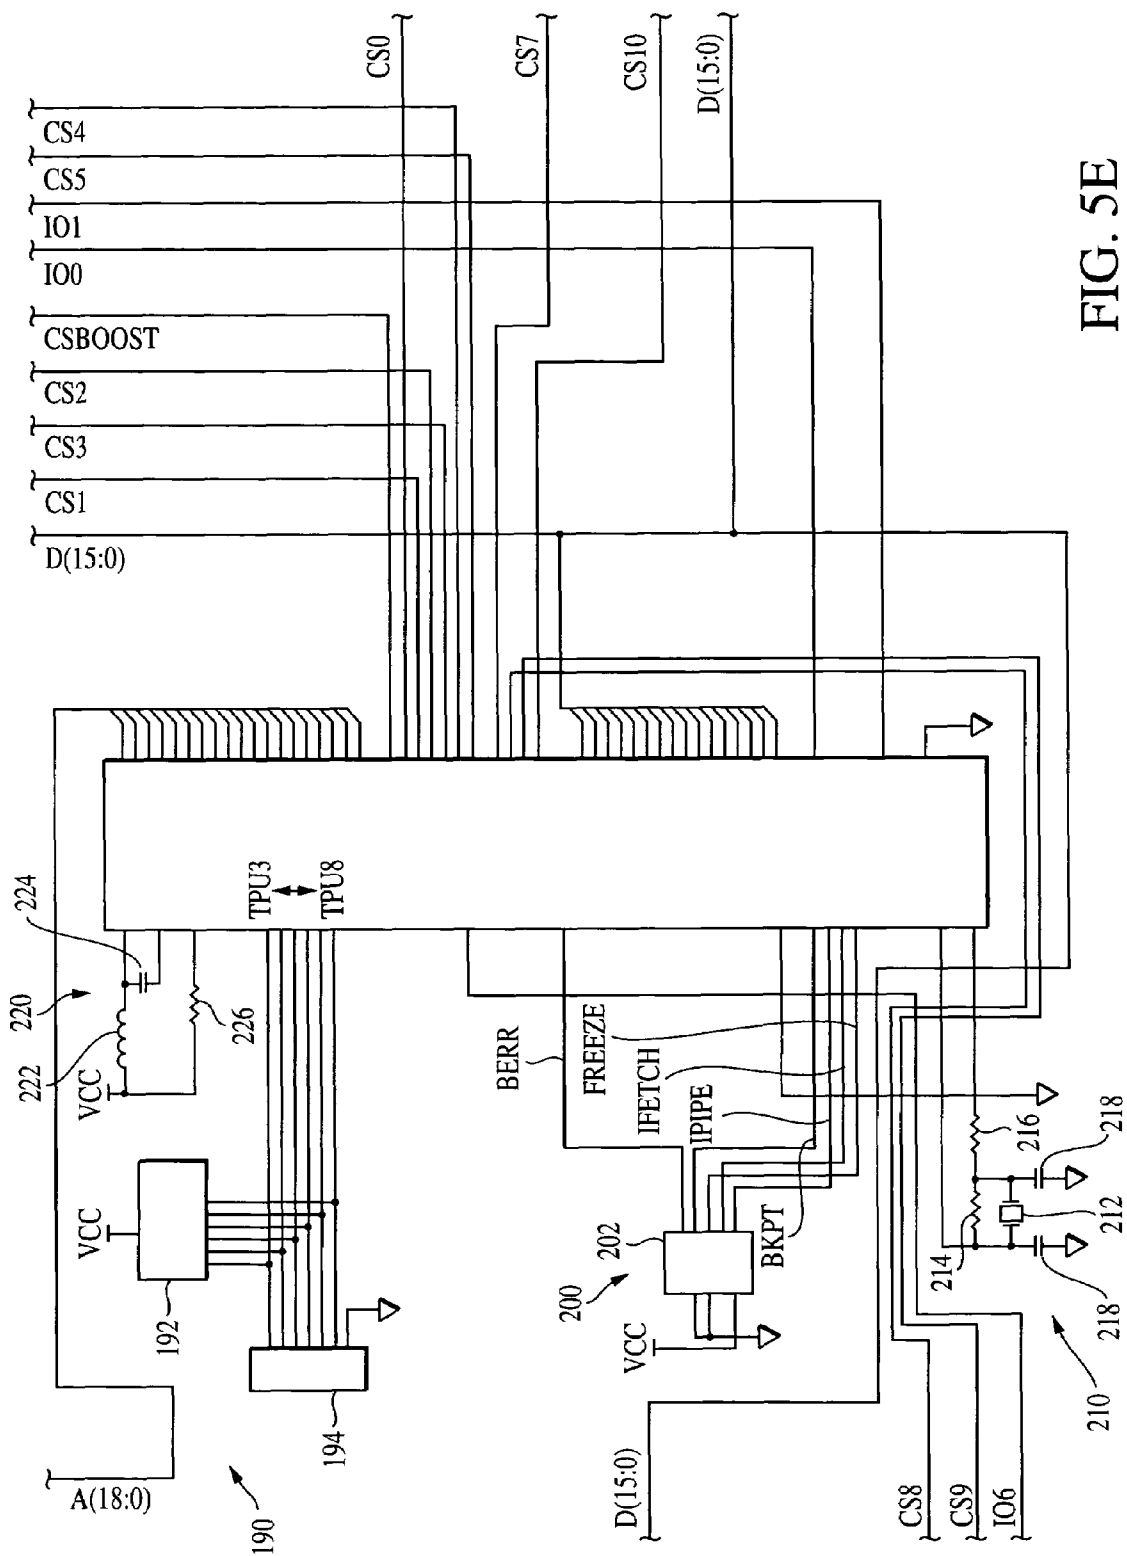 CS4
CS5
IO1
IO0
CSBOOST
CS2
CS3
CS1
D(15:0)
CS0
CS7
CS10
D(15:0)
FIG. 5E
TPU3
TPU8
224
220
222
226
VCC
VCC
192
194
190
A(18:0)
BERR
FREEZE
IFETCH
IPIPE
BKPT
202
200
VCC
D(15:0)
CS8
CS9
IO6
216
218
212
214
218
210